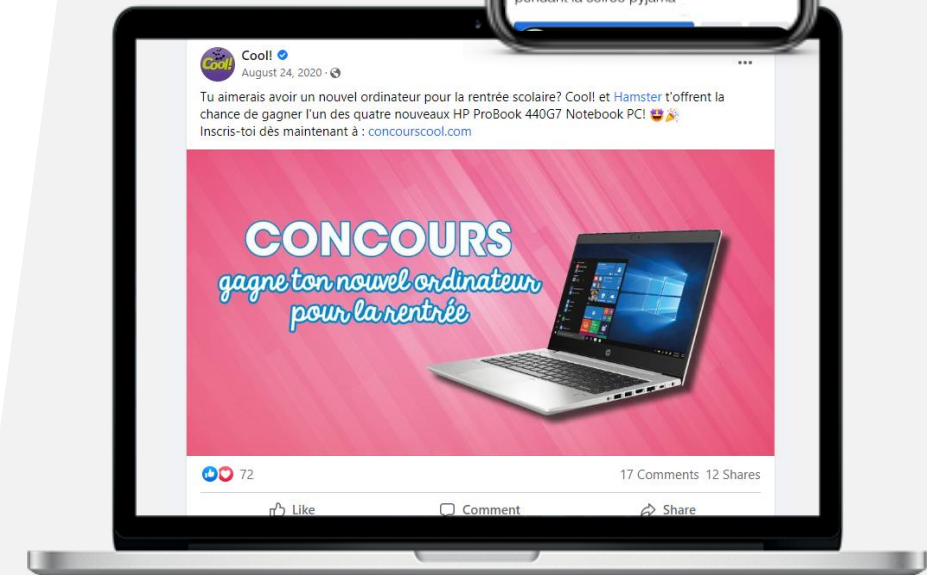 pendant la soirée pyjama
Cool!
Cool!
August 24, 2020 ·
Tu aimerais avoir un nouvel ordinateur pour la rentrée scolaire? Cool! et Hamster t'offrent la
chance de gagner l'un des quatre nouveaux HP ProBook 440G7 Notebook PC! 🤩🎉
Inscris-toi dès maintenant à : concourscool.com
CONCOURS
gagne ton nouvel ordinateur
pour la rentrée
72
17 Comments 12 Shares
Like Comment Share